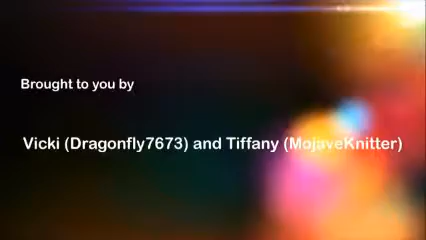 Brought to you by
Vicki (Dragonfly7673) and Tiffany (MojaveKnitter)